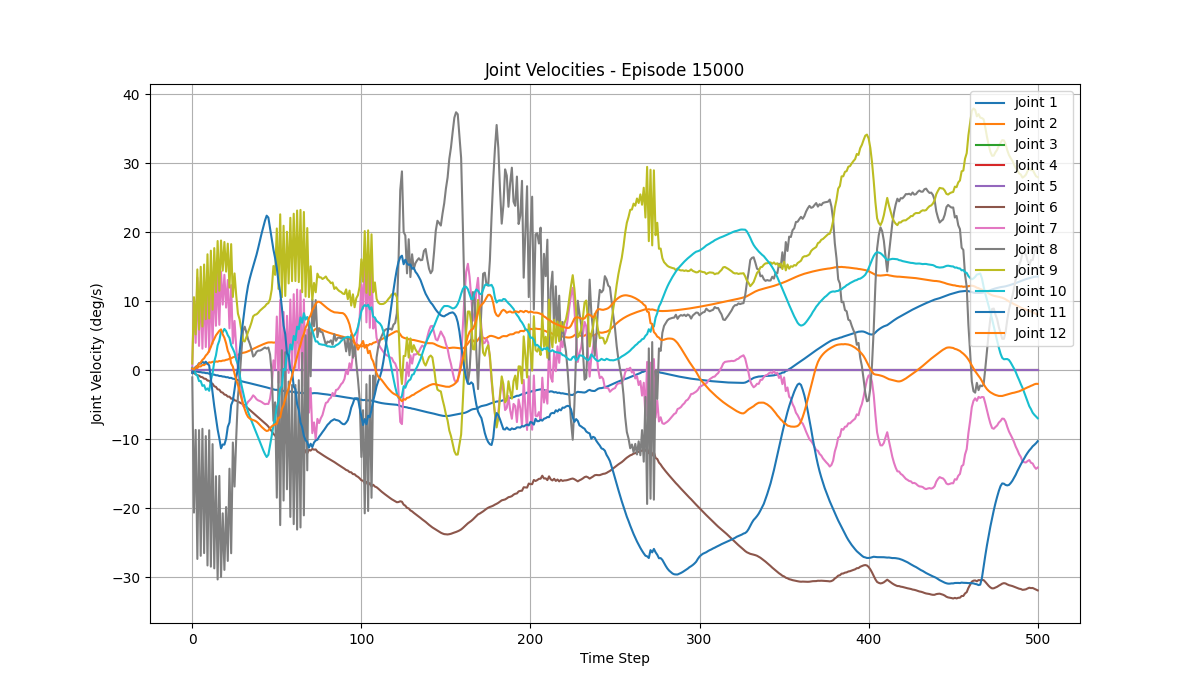 Joint Velocities - Episode 15000
Joint Velocity (deg/s)
40
30
20
10
0
−10
−20
−30
0
100
200
300
400
500
Time Step
Joint 1
Joint 2
Joint 3
Joint 4
Joint 5
Joint 6
Joint 7
Joint 8
Joint 9
Joint 10
Joint 11
Joint 12